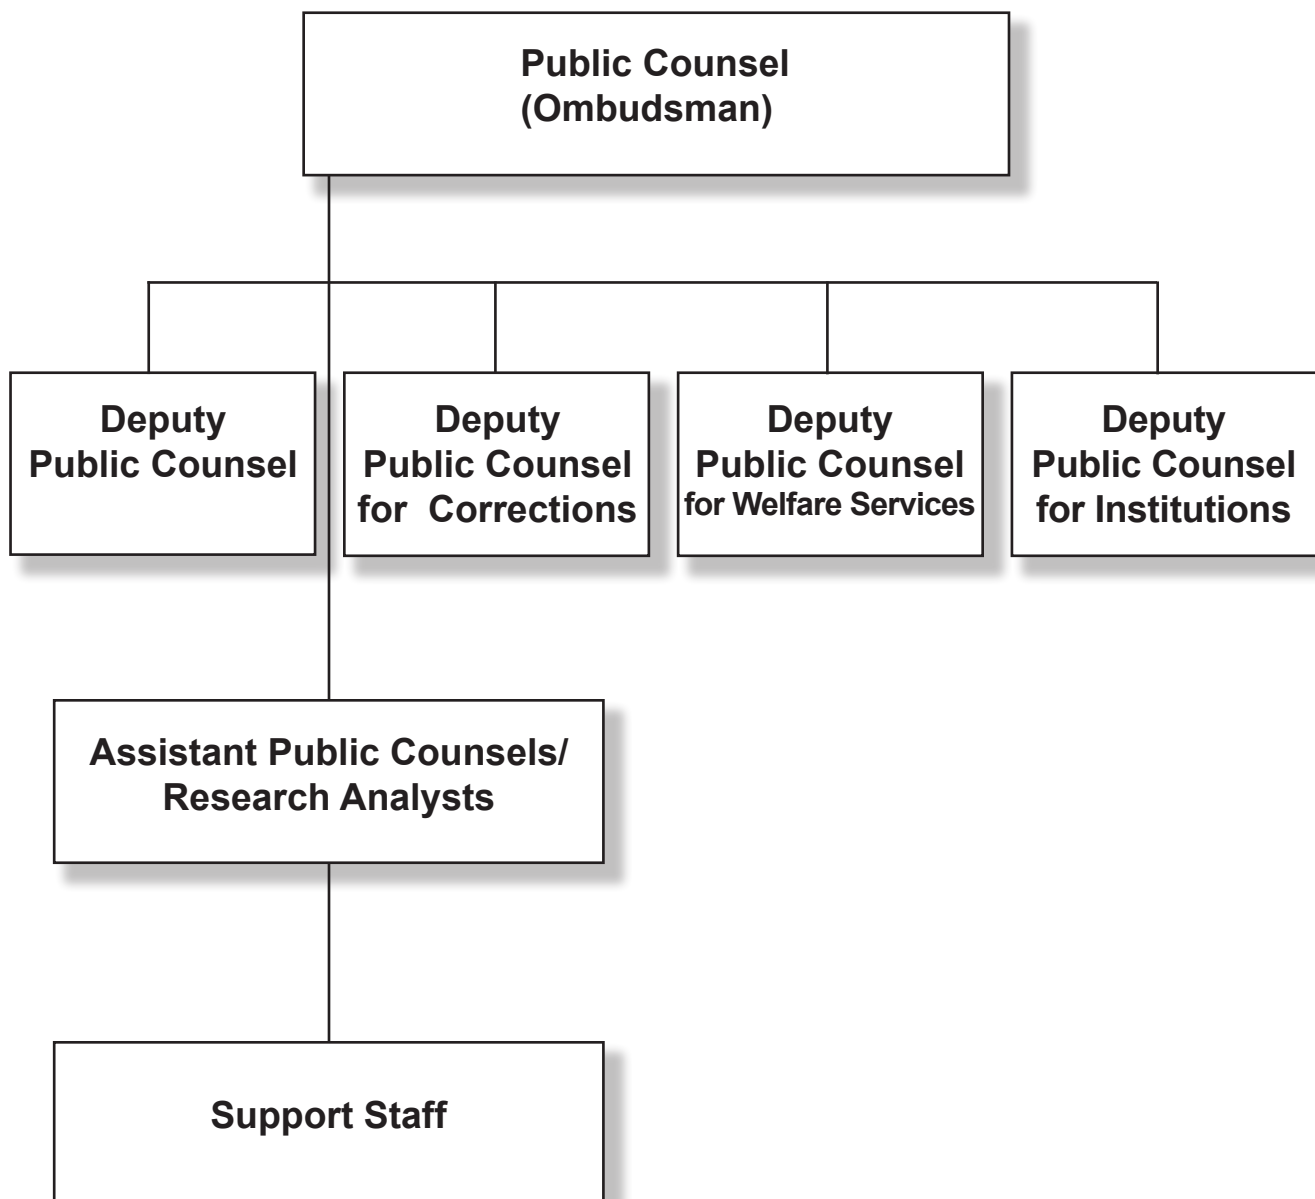 Public Counsel
(Ombudsman)
Deputy
Public Counsel
Deputy
Public Counsel
for Corrections
Deputy
Public Counsel
for Welfare Services
Deputy
Public Counsel
for Institutions
Assistant Public Counsels/
Research Analysts
Support Staff